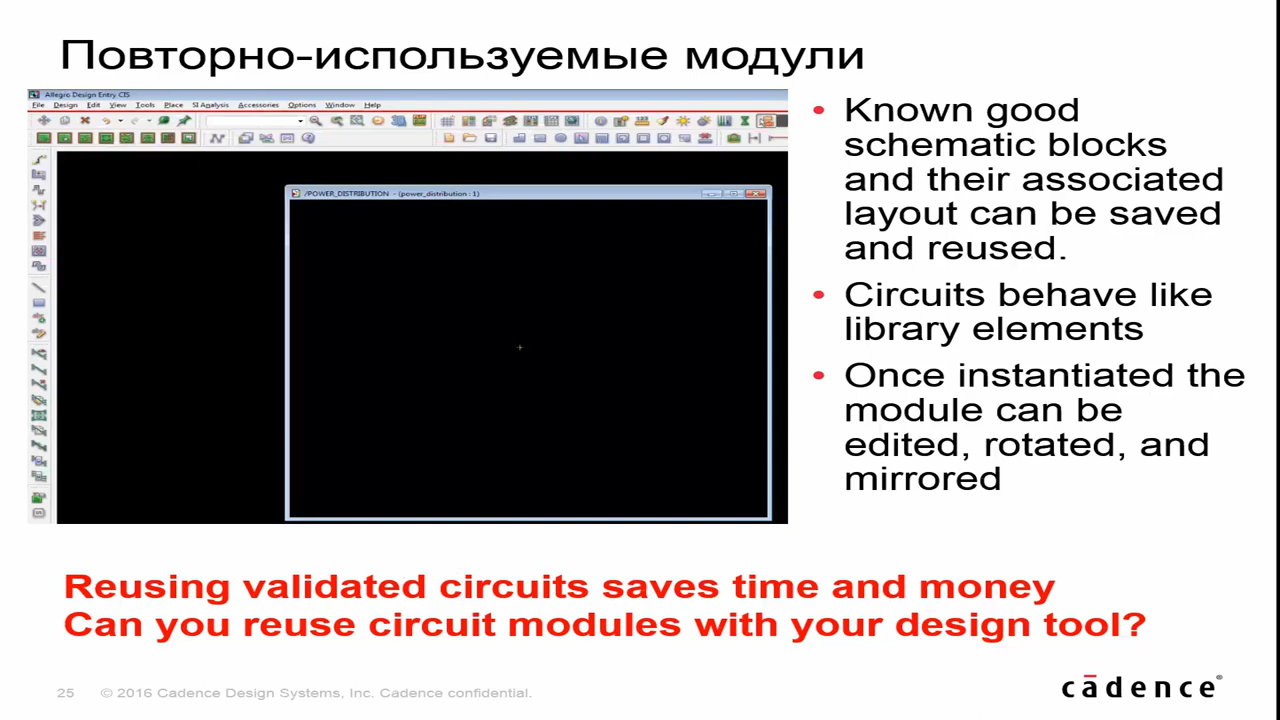 Повторно-используемые модули
Allegro Design Entry CIS
File Design Edit View Tools Place SI Analysis Accessories Options Window Help
/POWER_DISTRIBUTION - (power_distribution : 1)
• Known good
schematic blocks
and their associated
layout can be saved
and reused.
• Circuits behave like
library elements
• Once instantiated the
module can be
edited, rotated, and
mirrored
Reusing validated circuits saves time and money
Can you reuse circuit modules with your design tool?
25 © 2016 Cadence Design Systems, Inc. Cadence confidential.
cādence®